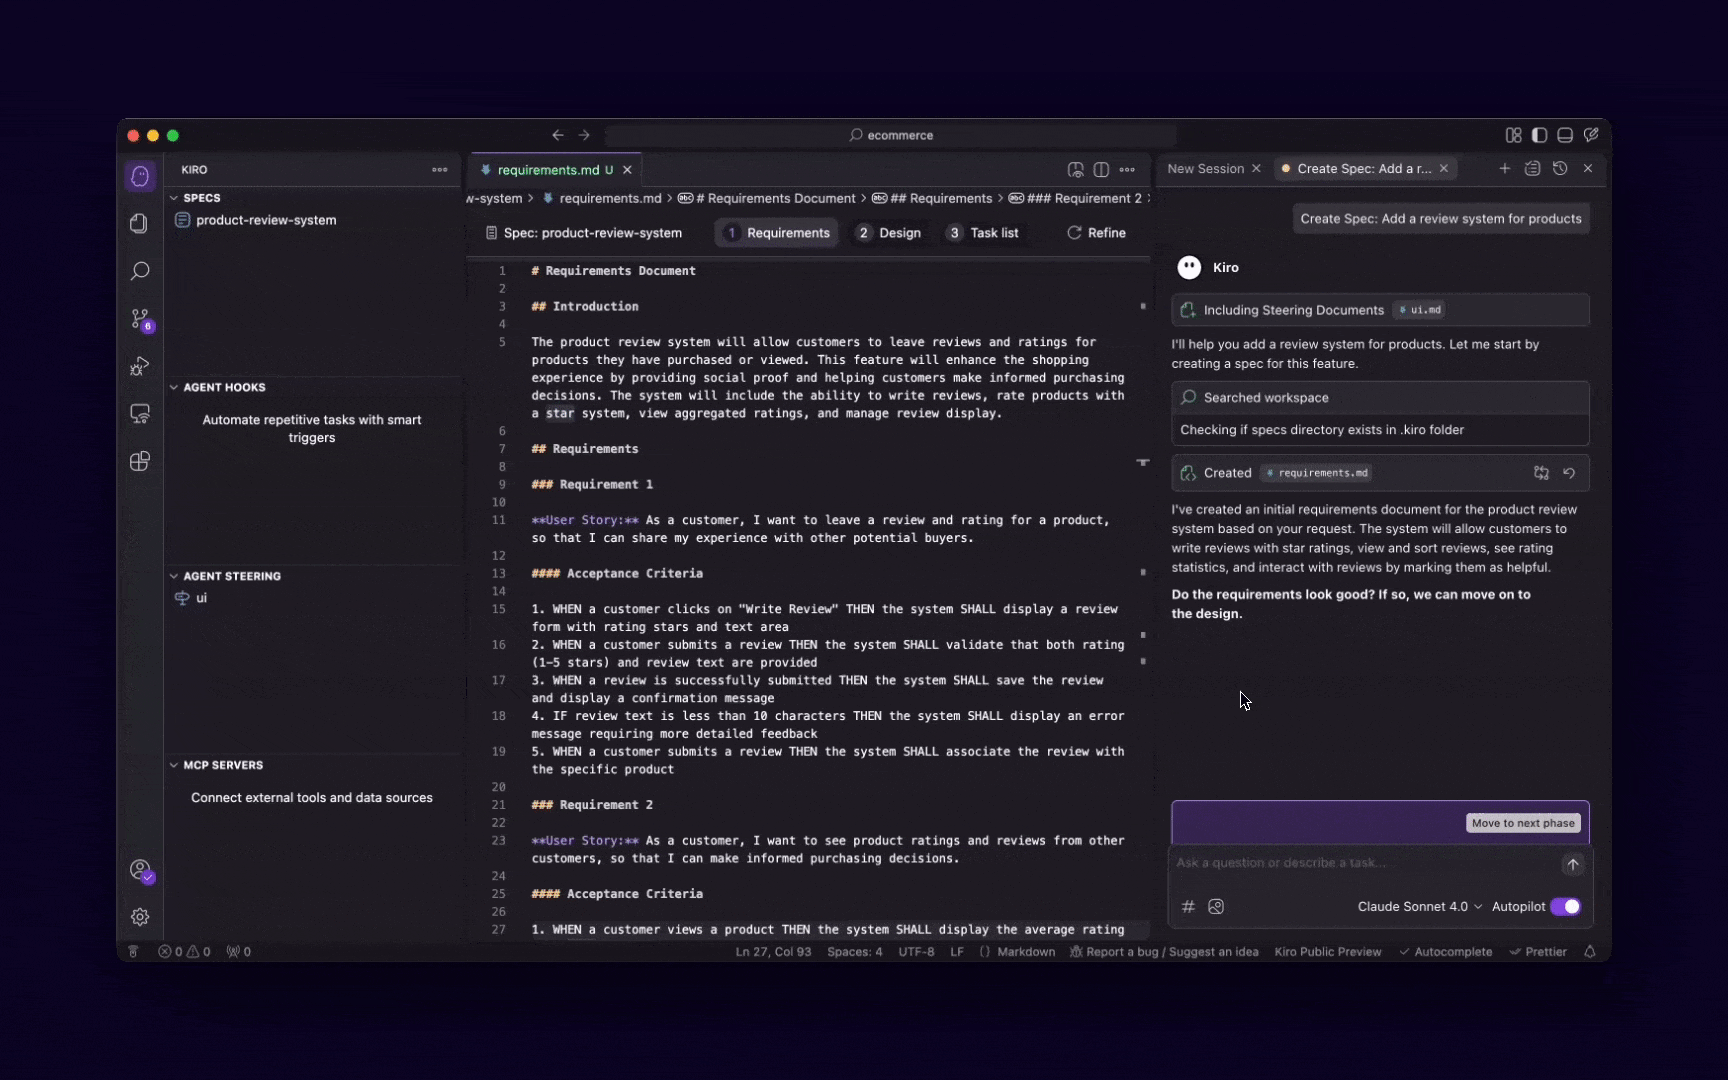 ecommerce
KIRO
SPECS
product-review-system
6
AGENT HOOKS
Automate repetitive tasks with smart
triggers
AGENT STEERING
ui
MCP SERVERS
Connect external tools and data sources
requirements.md U
w-system > requirements.md > # Requirements Document > ## Requirements > ### Requirement 2 >
Spec: product-review-system 1 Requirements 2 Design 3 Task list Refine
1 # Requirements Document
2
3 ## Introduction
4
5 The product review system will allow customers to leave reviews and ratings for
products they have purchased or viewed. This feature will enhance the shopping
experience by providing social proof and helping customers make informed purchasing
decisions. The system will include the ability to write reviews, rate products with
a star system, view aggregated ratings, and manage review display.
6
7 ## Requirements
8
9 ### Requirement 1
10
11 **User Story:** As a customer, I want to leave a review and rating for a product,
so that I can share my experience with other potential buyers.
12
13 #### Acceptance Criteria
14
15 1. WHEN a customer clicks on "Write Review" THEN the system SHALL display a review
form with rating stars and text area
16 2. WHEN a customer submits a review THEN the system SHALL validate that both rating
(1-5 stars) and review text are provided
17 3. WHEN a review is successfully submitted THEN the system SHALL save the review
and display a confirmation message
18 4. IF review text is less than 10 characters THEN the system SHALL display an error
message requiring more detailed feedback
19 5. WHEN a customer submits a review THEN the system SHALL associate the review with
the specific product
20
21 ### Requirement 2
22
23 **User Story:** As a customer, I want to see product ratings and reviews from other
customers, so that I can make informed purchasing decisions.
24
25 #### Acceptance Criteria
26
27 1. WHEN a customer views a product THEN the system SHALL display the average rating
New Session Create Spec: Add a r...
Create Spec: Add a review system for products
Kiro
Including Steering Documents ui.md
I'll help you add a review system for products. Let me start by
creating a spec for this feature.
Searched workspace
Checking if specs directory exists in .kiro folder
Created requirements.md
I've created an initial requirements document for the product review
system based on your request. The system will allow customers to
write reviews with star ratings, view and sort reviews, see rating
statistics, and interact with reviews by marking them as helpful.
Do the requirements look good? If so, we can move on to
the design.
Move to next phase
Ask a question or describe a task...
# Claude Sonnet 4.0 Autopilot
0 0 0 Ln 27, Col 93 Spaces: 4 UTF-8 LF {} Markdown Report a bug / Suggest an idea Kiro Public Preview Autocomplete Prettier